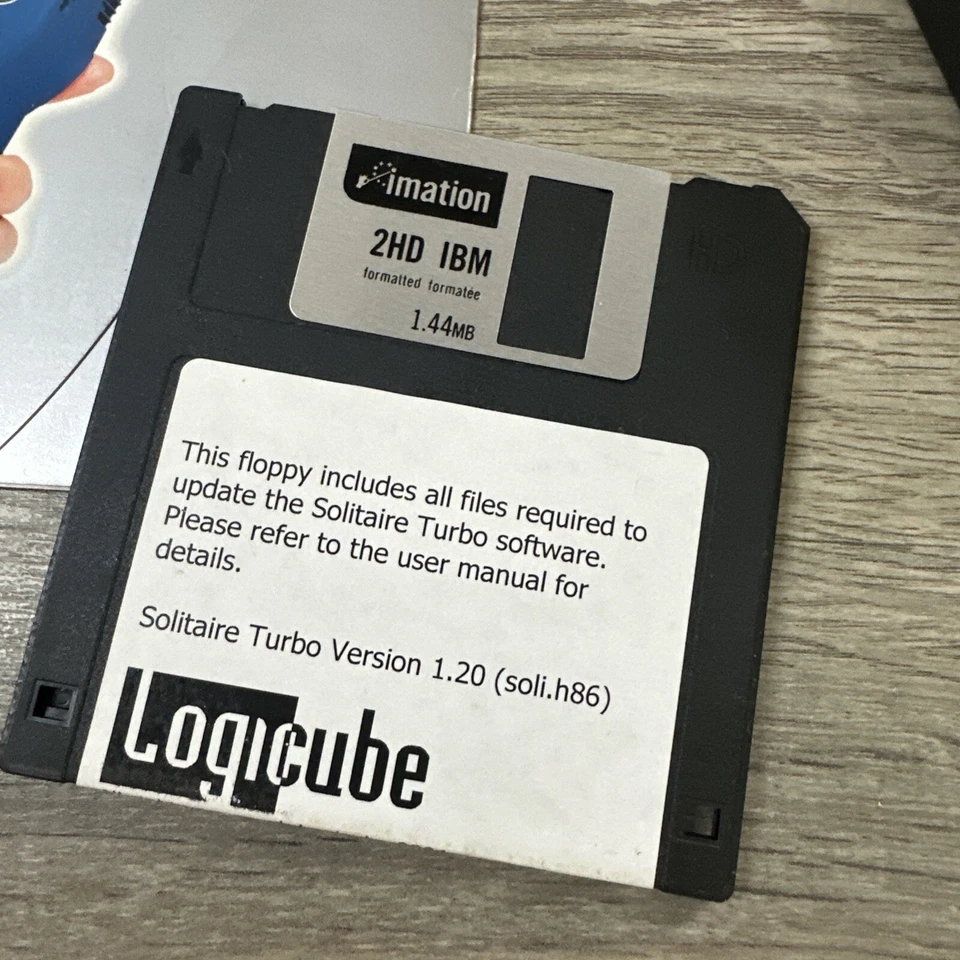 imation
2HD IBM
formatted formatée
1.44MB
HD
This floppy includes all files required to
update the Solitaire Turbo software.
Please refer to the user manual for
details.
Solitaire Turbo Version 1.20 (soli.h86)
Logicube